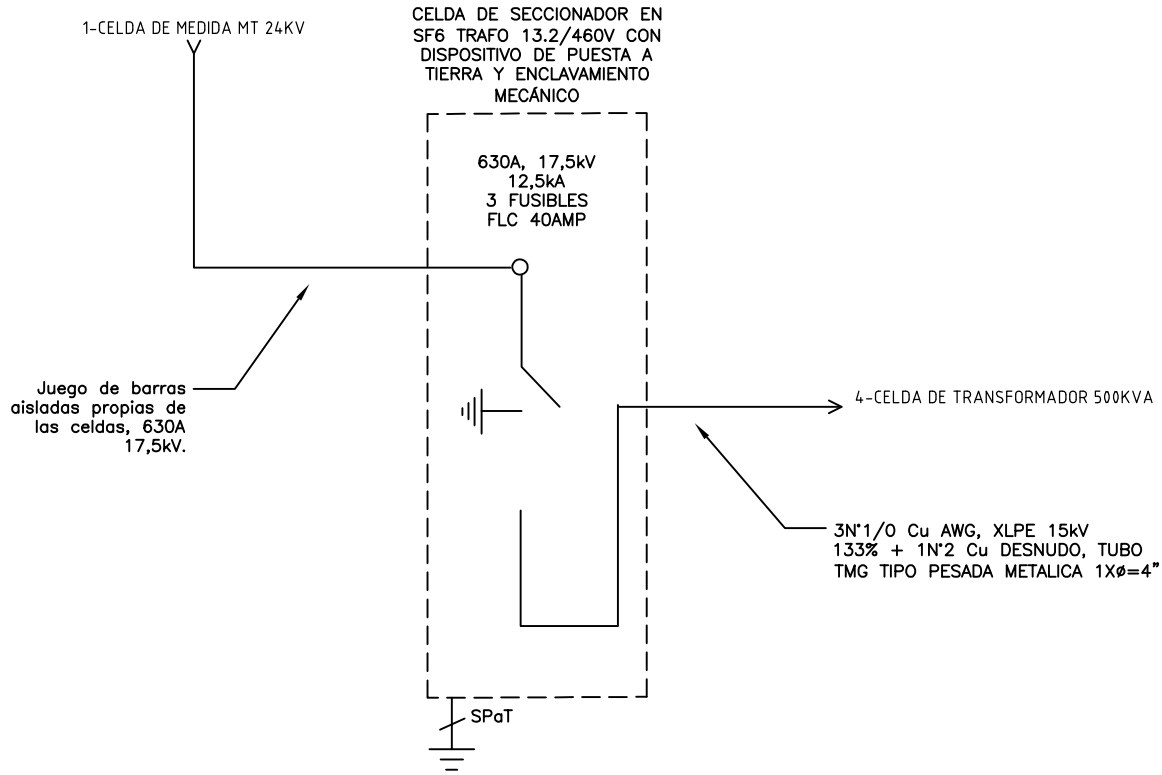 1-CELDA DE MEDIDA MT 24KV
CELDA DE SECCIONADOR EN
SF6 TRAFO 13.2/460V CON
DISPOSITIVO DE PUESTA A
TIERRA Y ENCLAVAMIENTO
MECÁNICO
630A, 17,5kV
12,5kA
3 FUSIBLES
FLC 40AMP
Juego de barras
aisladas propias de
las celdas, 630A
17,5kV.
4-CELDA DE TRANSFORMADOR 500KVA
3N°1/0 Cu AWG, XLPE 15kV
133% + 1N°2 Cu DESNUDO, TUBO
TMG TIPO PESADA METALICA 1Xø=4"
SPaT